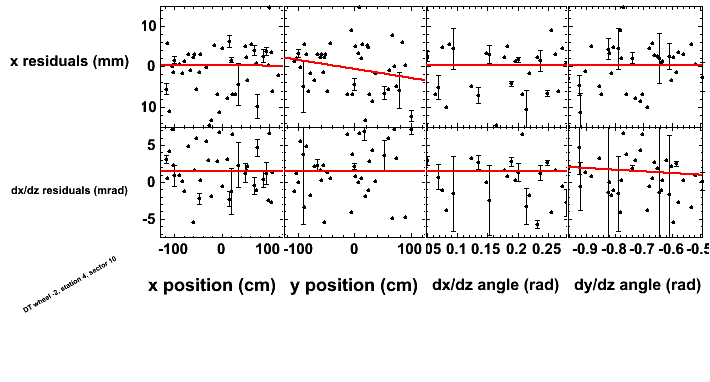 10
x residuals (mm)
0
10
5
dx/dz residuals (mrad)
0
-5
-100 0 100 -100 0 100 05 0.1 0.15 0.2 0.25 -0.9 -0.8 -0.7 -0.6 -0.5
x position (cm) y position (cm) dx/dz angle (rad) dy/dz angle (rad)
DT wheel -2, station 4, sector 10